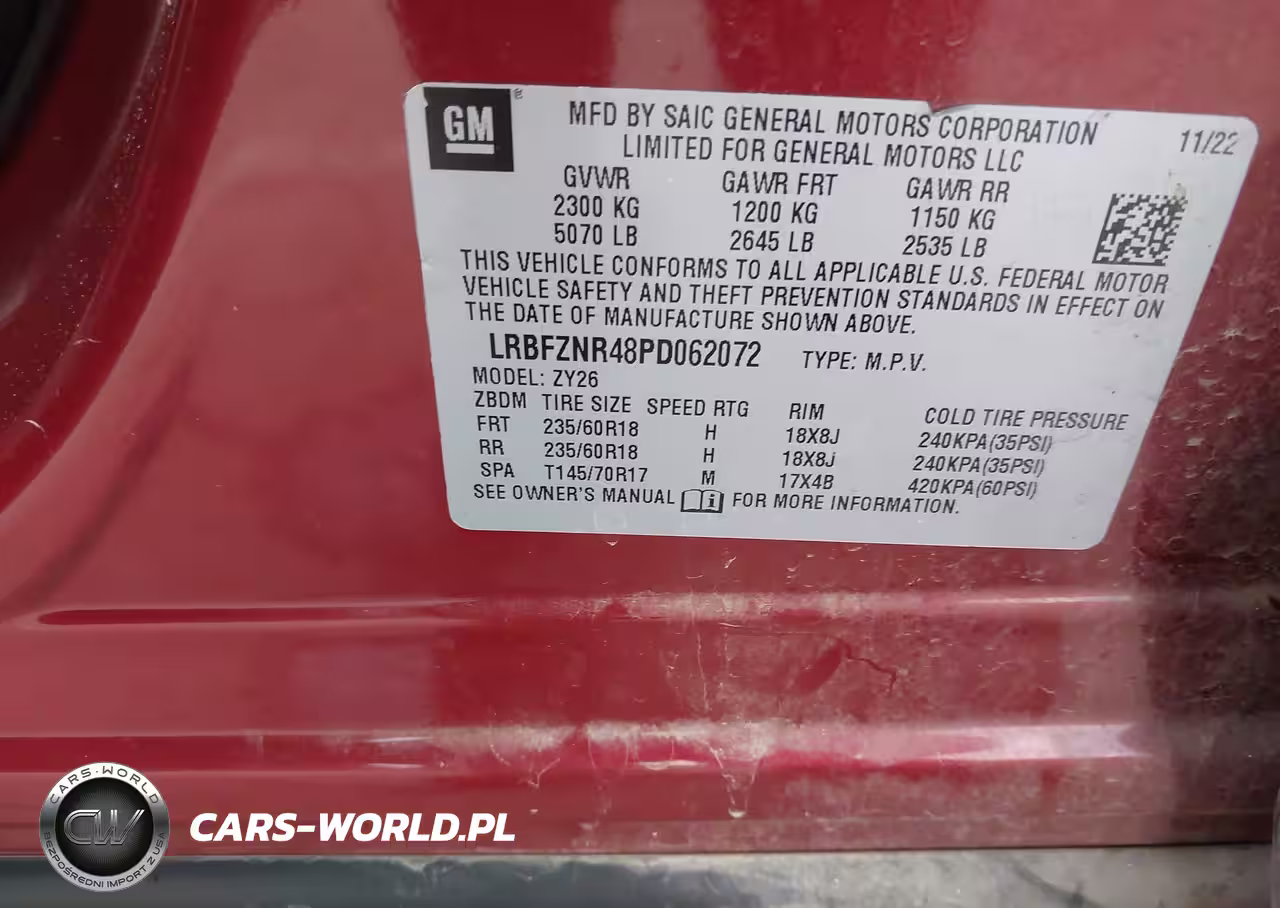 GM
MFD BY SAIC GENERAL MOTORS CORPORATION
LIMITED FOR GENERAL MOTORS LLC
11/22
GVWR GAWR FRT GAWR RR
2300 KG 1200 KG 1150 KG
5070 LB 2645 LB 2535 LB
THIS VEHICLE CONFORMS TO ALL APPLICABLE U.S. FEDERAL MOTOR
VEHICLE SAFETY AND THEFT PREVENTION STANDARDS IN EFFECT ON
THE DATE OF MANUFACTURE SHOWN ABOVE.
LRBFZNR48PD062072 TYPE: M.P.V.
MODEL: ZY26
ZBDM TIRE SIZE SPEED RTG RIM COLD TIRE PRESSURE
FRT 235/60R18 H 18X8J 240KPA(35PSI)
RR 235/60R18 H 18X8J 240KPA(35PSI)
SPA T145/70R17 M 17X4B 420KPA(60PSI)
SEE OWNER'S MANUAL i FOR MORE INFORMATION.
CARS-WORLD
CW
BEZPOŚREDNI IMPORT Z USA
CARS-WORLD.PL